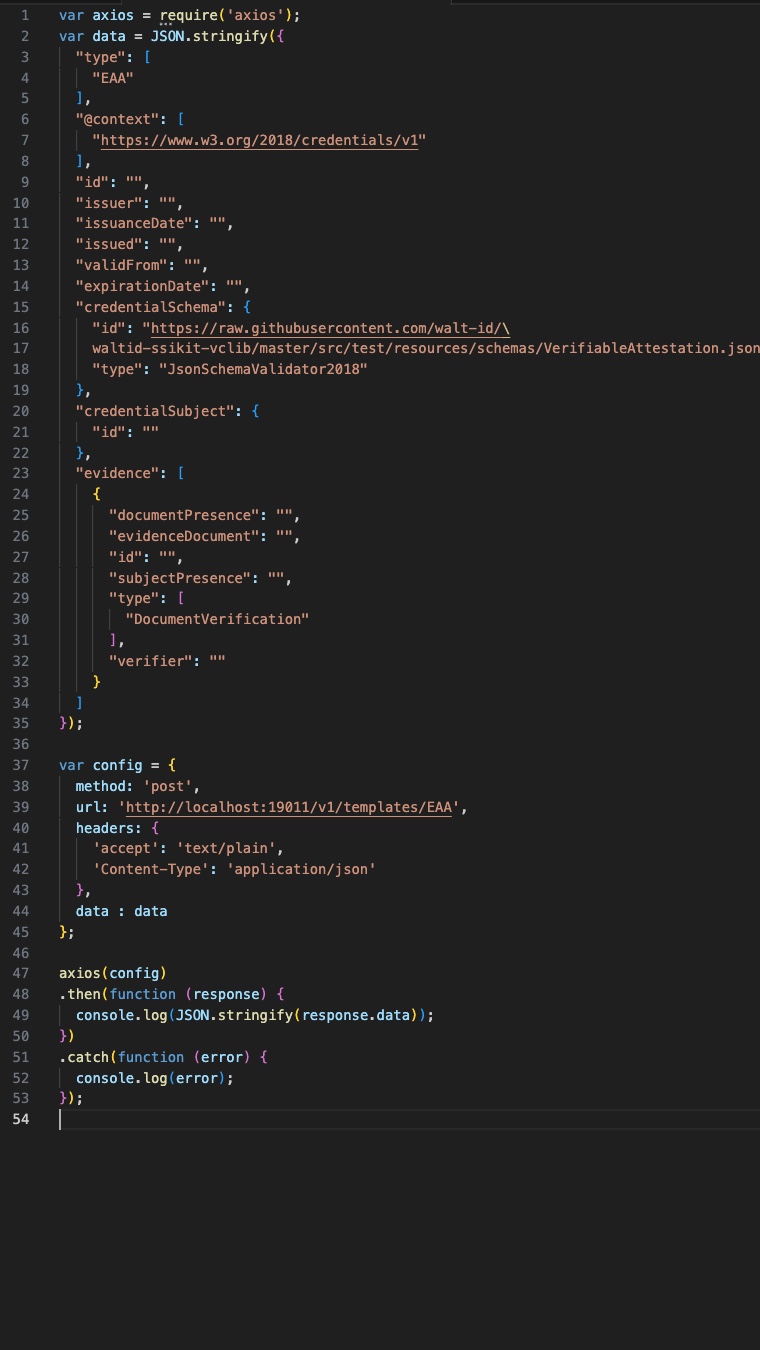 1 var axios = require('axios');
2 var data = JSON.stringify({
3 "type": [
4 "EAA"
5 ],
6 "@context": [
7 "https://www.w3.org/2018/credentials/v1"
8 ],
9 "id": "",
10 "issuer": "",
11 "issuanceDate": "",
12 "issued": "",
13 "validFrom": "",
14 "expirationDate": "",
15 "credentialSchema": {
16 "id": "https://raw.githubusercontent.com/walt-id/\
17 waltid-ssikit-vclib/master/src/test/resources/schemas/VerifiableAttestation.json
18 "type": "JsonSchemaValidator2018"
19 },
20 "credentialSubject": {
21 "id": ""
22 },
23 "evidence": [
24 {
25 "documentPresence": "",
26 "evidenceDocument": "",
27 "id": "",
28 "subjectPresence": "",
29 "type": [
30 "DocumentVerification"
31 ],
32 "verifier": ""
33 }
34 ]
35 });
36
37 var config = {
38 method: 'post',
39 url: 'http://localhost:19011/v1/templates/EAA',
40 headers: {
41 'accept': 'text/plain',
42 'Content-Type': 'application/json'
43 },
44 data : data
45 };
46
47 axios(config)
48 .then(function (response) {
49 console.log(JSON.stringify(response.data));
50 })
51 .catch(function (error) {
52 console.log(error);
53 });
54